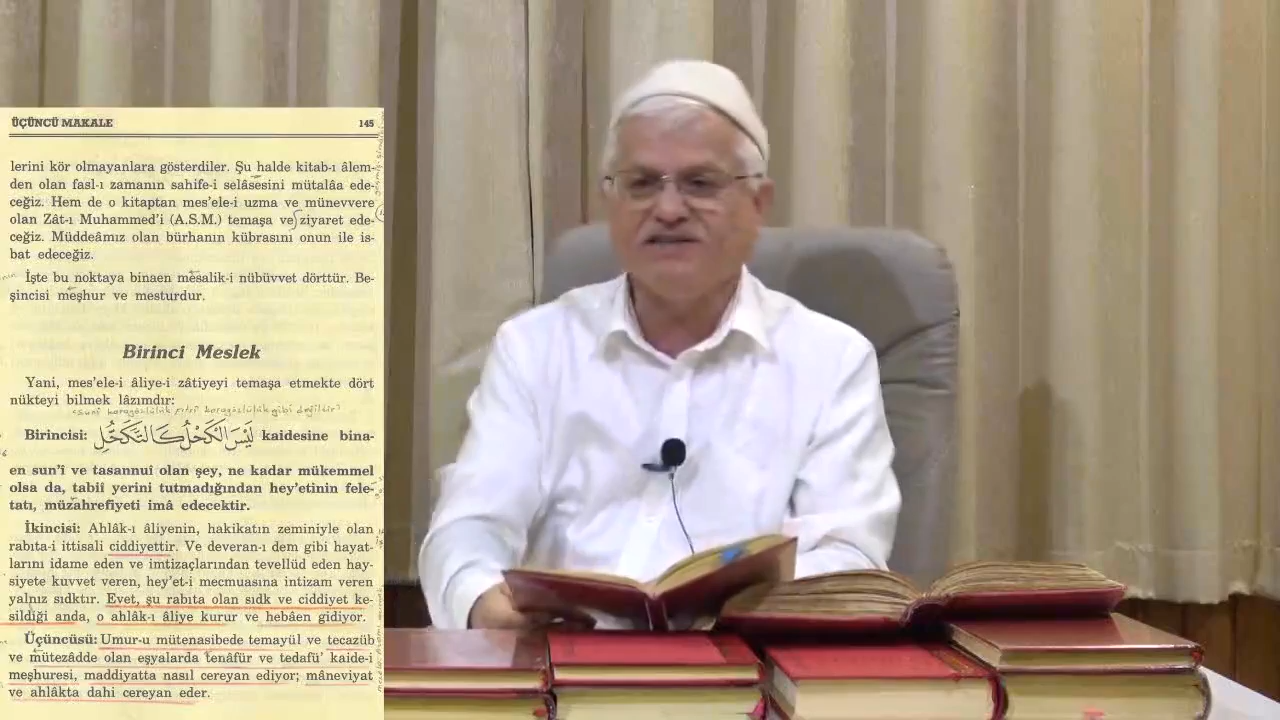 ÜÇÜNCÜ MAKALE 145
lerini kör olmayanlara gösterdiler. Şu halde kitab-ı âlem-
den olan fasl-ı zamanın sahife-i selâsesini mütalâa ede-
ceğiz. Hem de o kitaptan mes'ele-i uzma ve münevvere
olan Zât-ı Muhammed'i (A.S.M.) temaşa ve ziyaret ede-
ceğiz. Müddeâmız olan bürhanın kübrasını onun ile is-
bat edeceğiz.
İşte bu noktaya binaen mesalik-i nübüvvet dörttür. Be-
şincisi meşhur ve mesturdur.
Birinci Meslek
Yani, mes'ele-i âliye-i zâtiyeyi temaşa etmekte dört
nükteyi bilmek lâzımdır:
"Sun'î karagözlülük fıtrî karagözlülük gibi değildir"
Birincisi: لَيْسَ الْكَحْلُ كَالتَّكَحُّلِ kaidesine bina-
en sun'î ve tasannuî olan şey, ne kadar mükemmel
olsa da, tabiî yerini tutmadığından hey'etinin fele-
tatı, müzahrefiyeti imâ edecektir.
İkincisi: Ahlâk-ı âliyenin, hakikatın zeminiyle olan
rabıta-i ittisali ciddiyettir. Ve deveran-ı dem gibi hayat-
larını idame eden ve imtizaçlarından tevellüd eden hay-
siyete kuvvet veren, hey'et-i mecmuasına intizam veren
yalnız sıdktır. Evet, şu rabıta olan sıdk ve ciddiyet ke-
sildiği anda, o ahlâk-ı âliye kurur ve hebâen gidiyor.
Üçüncüsü: Umur-u mütenasibede temayül ve tecazüb
ve mütezâdde olan eşyalarda tenâfür ve tedafü' kaide-i
meşhuresi, maddiyatta nasıl cereyan ediyor; mâneviyat
ve ahlâkta dahi cereyan eder.